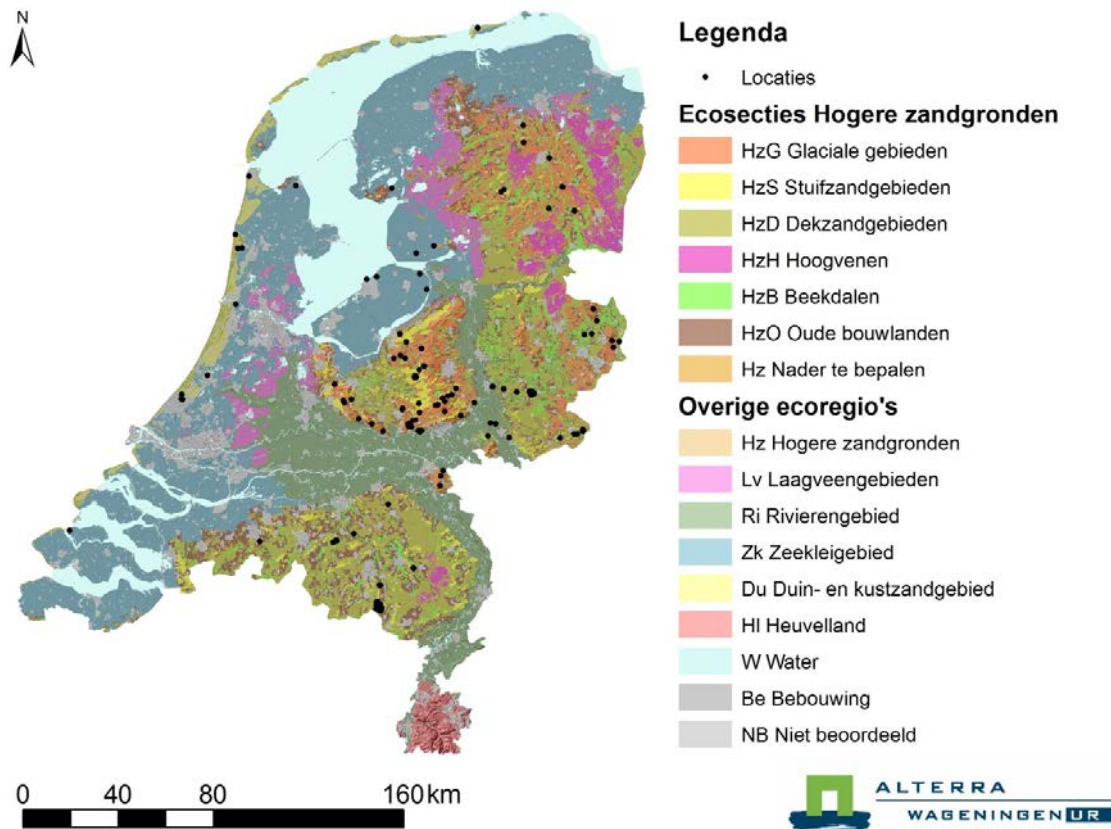 N
Legenda
Locaties
Ecosecties Hogere zandgronden
HzG Glaciale gebieden
HzS Stuifzandgebieden
HzD Dekzandgebieden
HzH Hoogvenen
HzB Beekdalen
HzO Oude bouwlanden
Hz Nader te bepalen
Overige ecoregio's
Hz Hogere zandgronden
Lv Laagveengebieden
Ri Rivierengebied
Zk Zeekleigebied
Du Duin- en kustzandgebied
Hl Heuvelland
W Water
Be Bebouwing
NB Niet beoordeeld
0 40 80 160 km
ALTERRA
WAGENINGEN UR